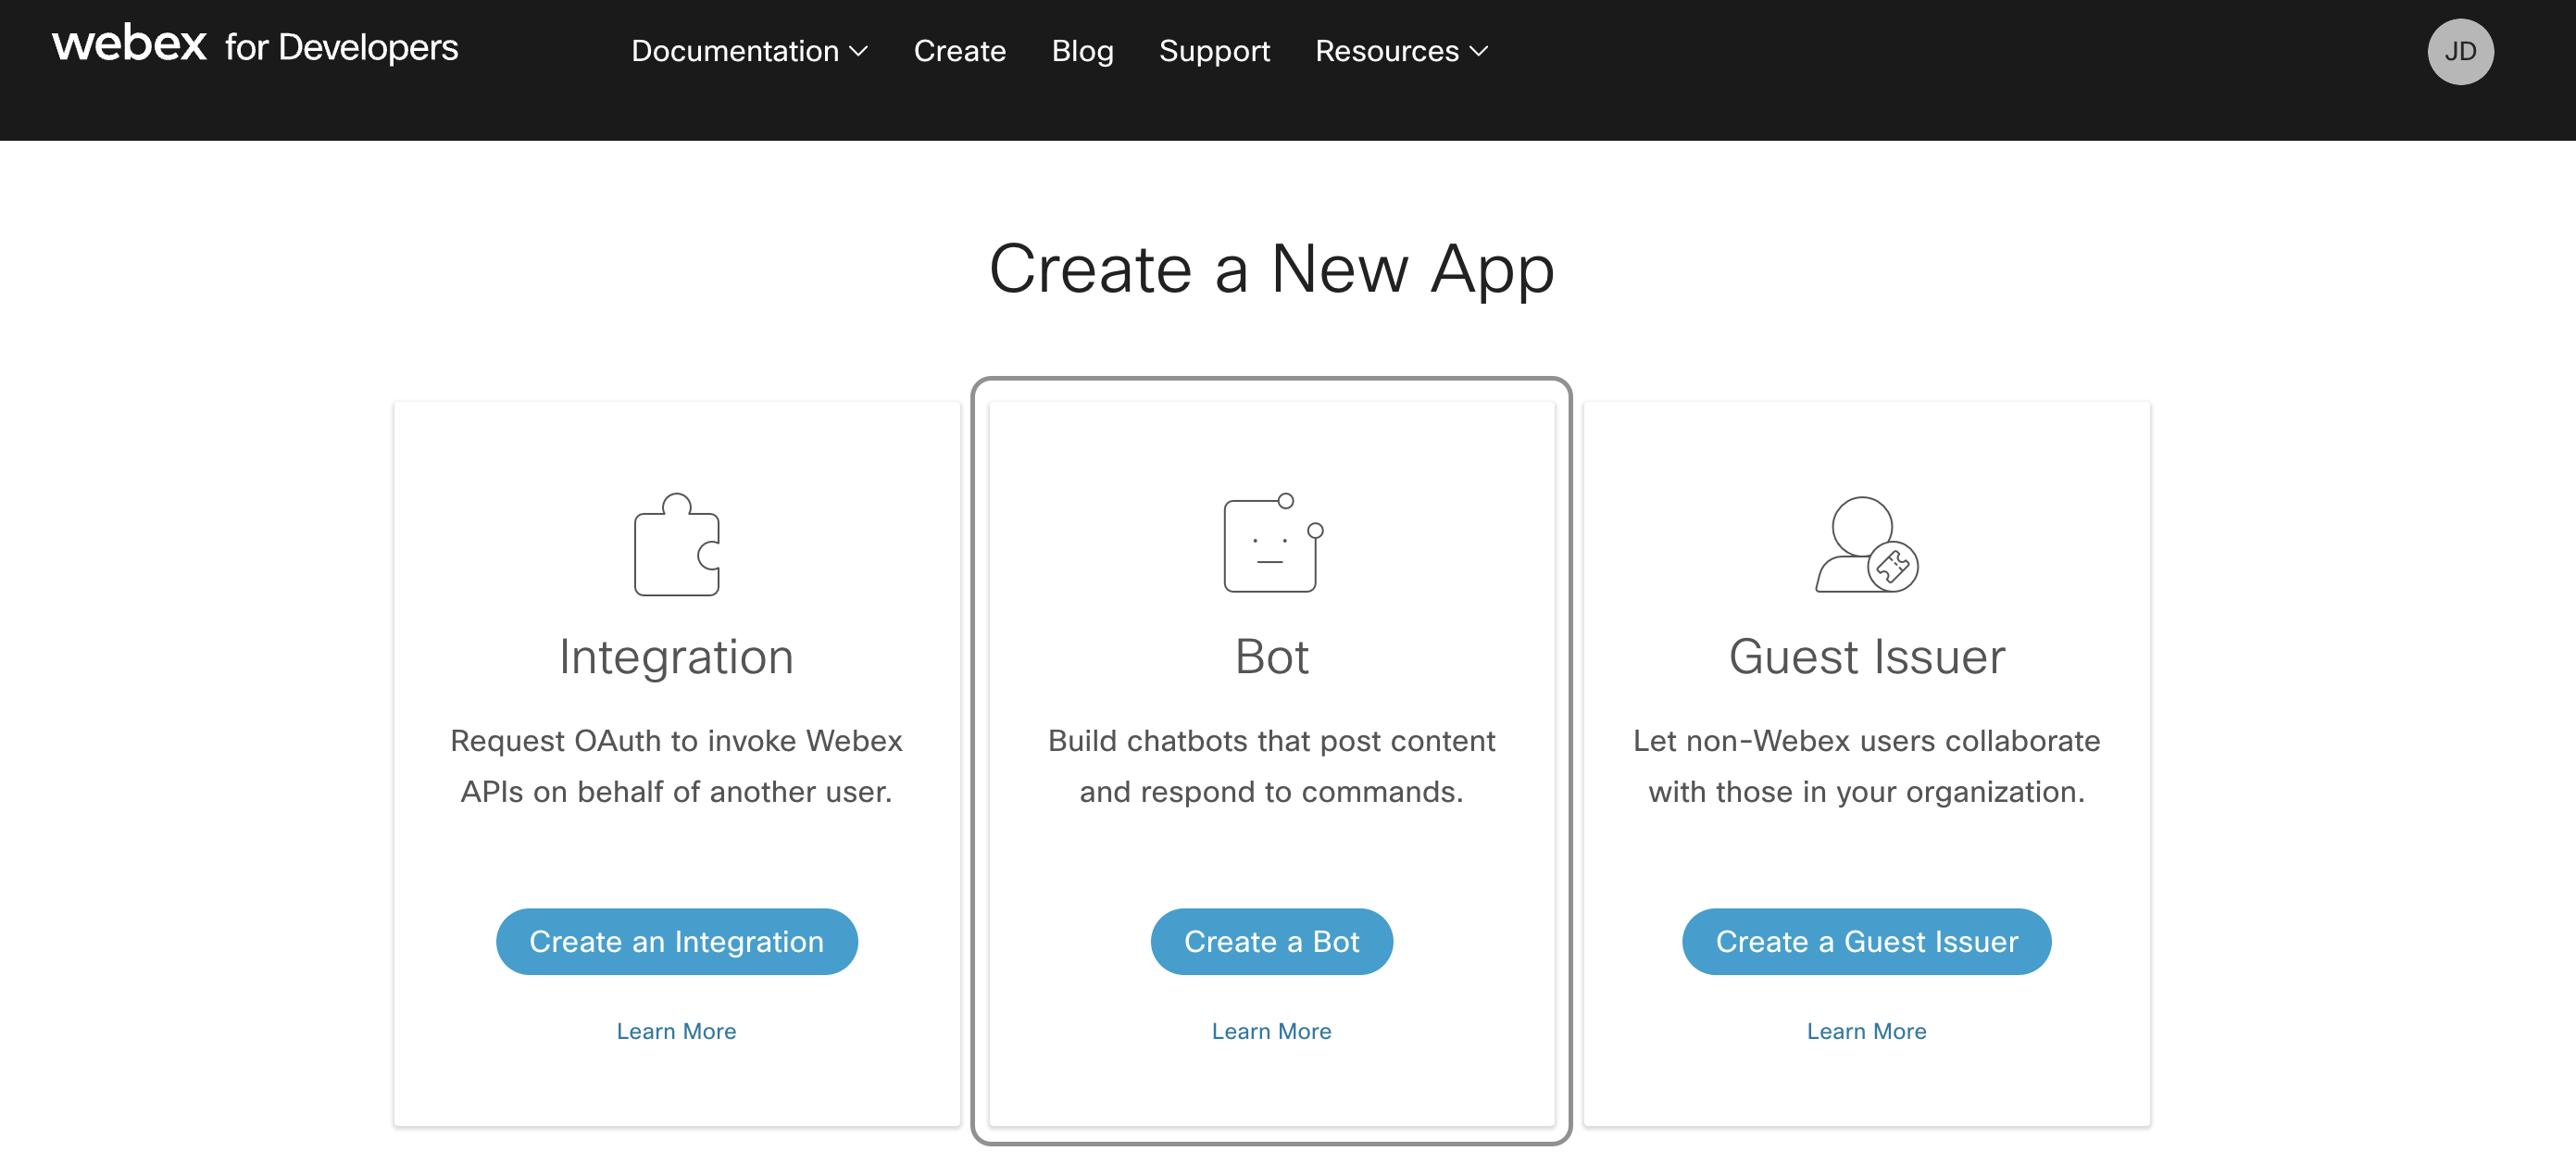 webex for Developers
Documentation Create Blog Support Resources
JD
Create a New App
Integration
Request OAuth to invoke Webex
APIs on behalf of another user.
Create an Integration
Learn More
Bot
Build chatbots that post content
and respond to commands.
Create a Bot
Learn More
Guest Issuer
Let non-Webex users collaborate
with those in your organization.
Create a Guest Issuer
Learn More